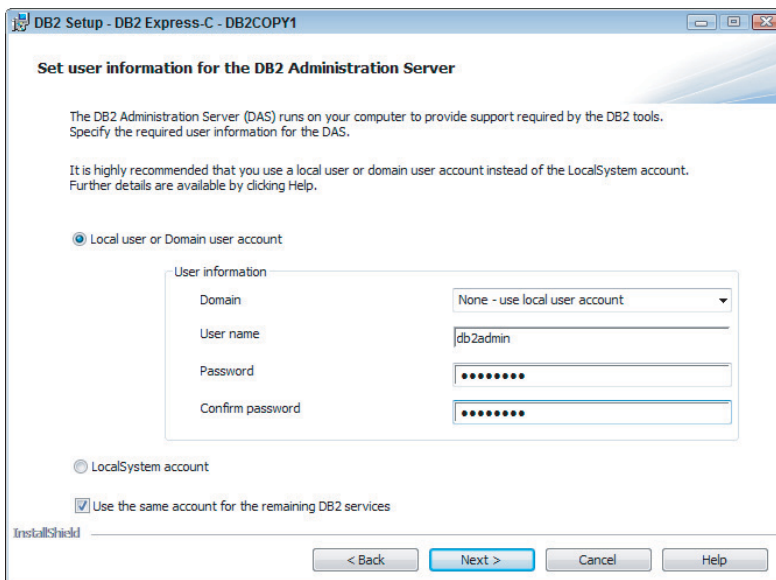 DB2 Setup - DB2 Express-C - DB2COPY1
Set user information for the DB2 Administration Server
The DB2 Administration Server (DAS) runs on your computer to provide support required by the DB2 tools.
Specify the required user information for the DAS.
It is highly recommended that you use a local user or domain user account instead of the LocalSystem account.
Further details are available by clicking Help.
Local user or Domain user account
User information
Domain
None - use local user account
User name
db2admin
Password
••••••••
Confirm password
••••••••
LocalSystem account
Use the same account for the remaining DB2 services
InstallShield
< Back
Next >
Cancel
Help